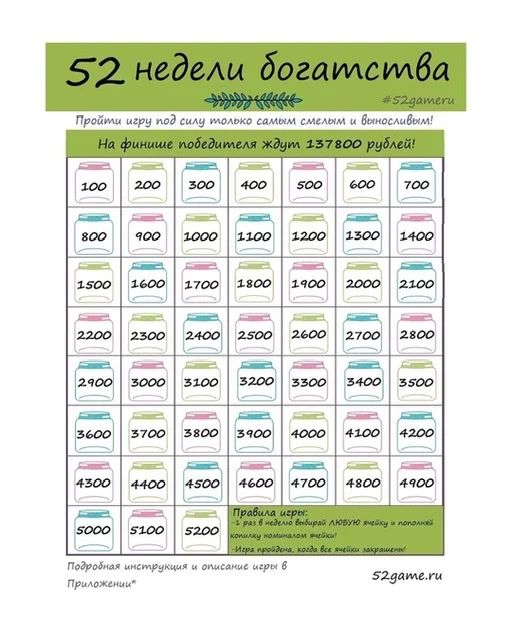 52 недели богатства
#52gameru
Пройти игру под силу только самым смелым и выносливым!
На финише победителя ждут 137800 рублей!
100 200 300 400 500 600 700
800 900 1000 1100 1200 1300 1400
1500 1600 1700 1800 1900 2000 2100
2200 2300 2400 2500 2600 2700 2800
2900 3000 3100 3200 3300 3400 3500
3600 3700 3800 3900 4000 4100 4200
4300 4400 4500 4600 4700 4800 4900
5000 5100 5200
Правила игры:
-1 раз в неделю выбирай ЛЮБУЮ ячейку и пополняй
копилку номиналом ячейки!
-Игра пройдена, когда все ячейки закрашены!
Подробная инструкция и описание игры в
Приложении*
52game.ru